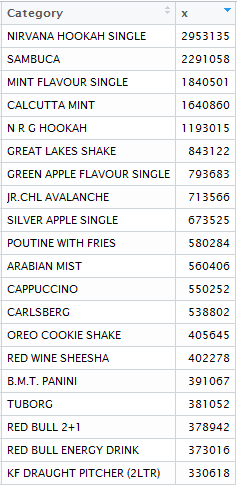 Category x
NIRVANA HOOKAH SINGLE 2953135
SAMBUCA 2291058
MINT FLAVOUR SINGLE 1840501
CALCUTTA MINT 1640860
N R G HOOKAH 1193015
GREAT LAKES SHAKE 843122
GREEN APPLE FLAVOUR SINGLE 793683
JR.CHL AVALANCHE 713566
SILVER APPLE SINGLE 673525
POUTINE WITH FRIES 580284
ARABIAN MIST 560406
CAPPUCCINO 550252
CARLSBERG 538802
OREO COOKIE SHAKE 405645
RED WINE SHEESHA 402278
B.M.T. PANINI 391067
TUBORG 381052
RED BULL 2+1 378942
RED BULL ENERGY DRINK 373016
KF DRAUGHT PITCHER (2LTR) 330618